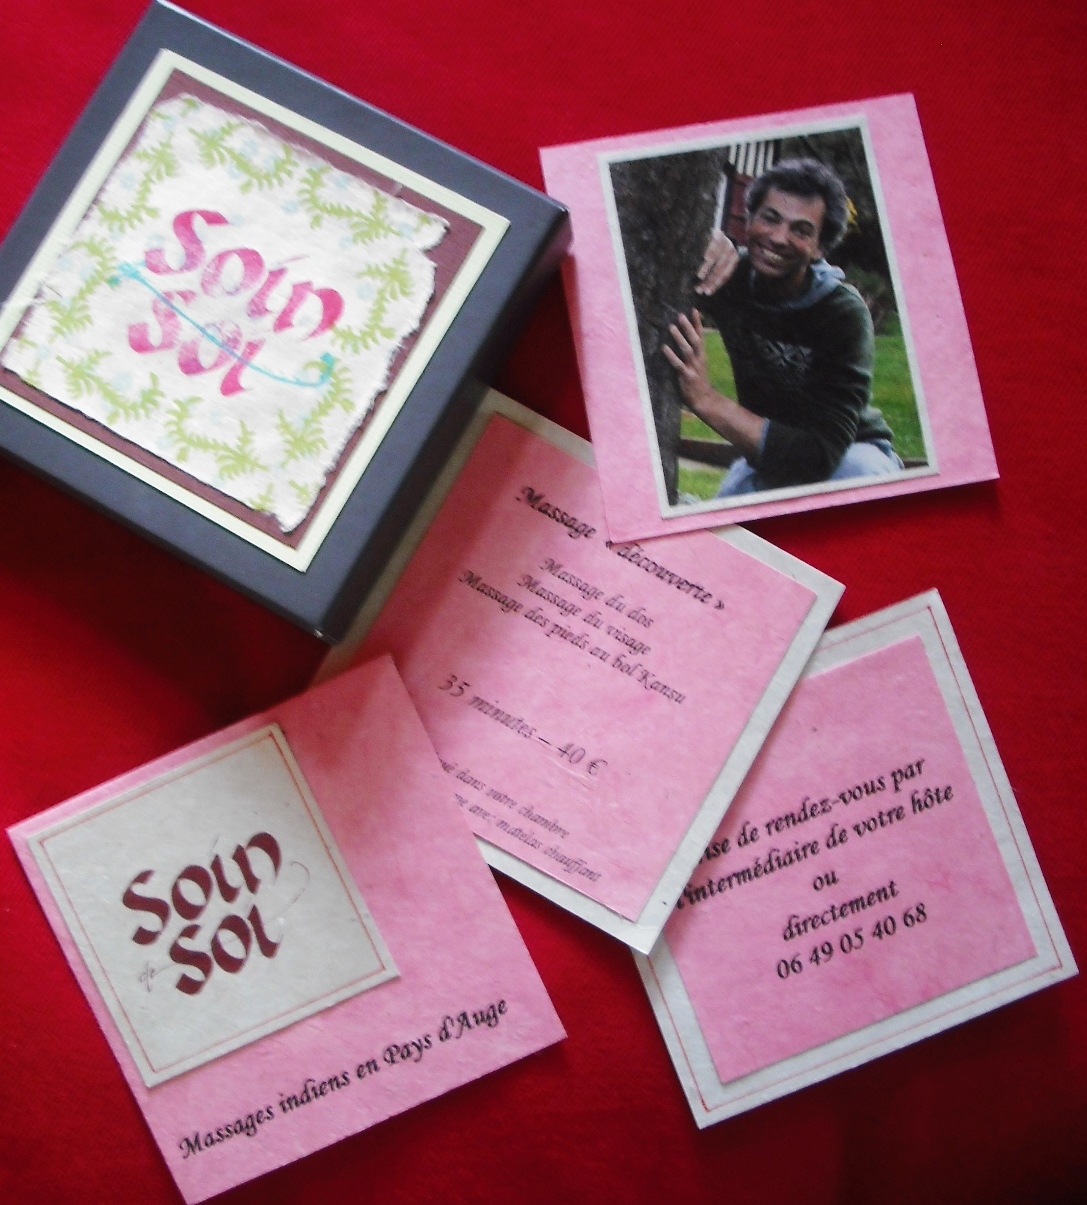 Soin
Sol
Massage « découverte »
Massage du dos
Massage du visage
Massage des pieds au bol Kansu
35 minutes – 40 €
dans votre chambre
avec matelas chauffant
Soin
de Sol
Massages indiens en Pays d'Auge
de rendez-vous par
l'intermédiaire de votre hôte
ou
directement
06 49 05 40 68